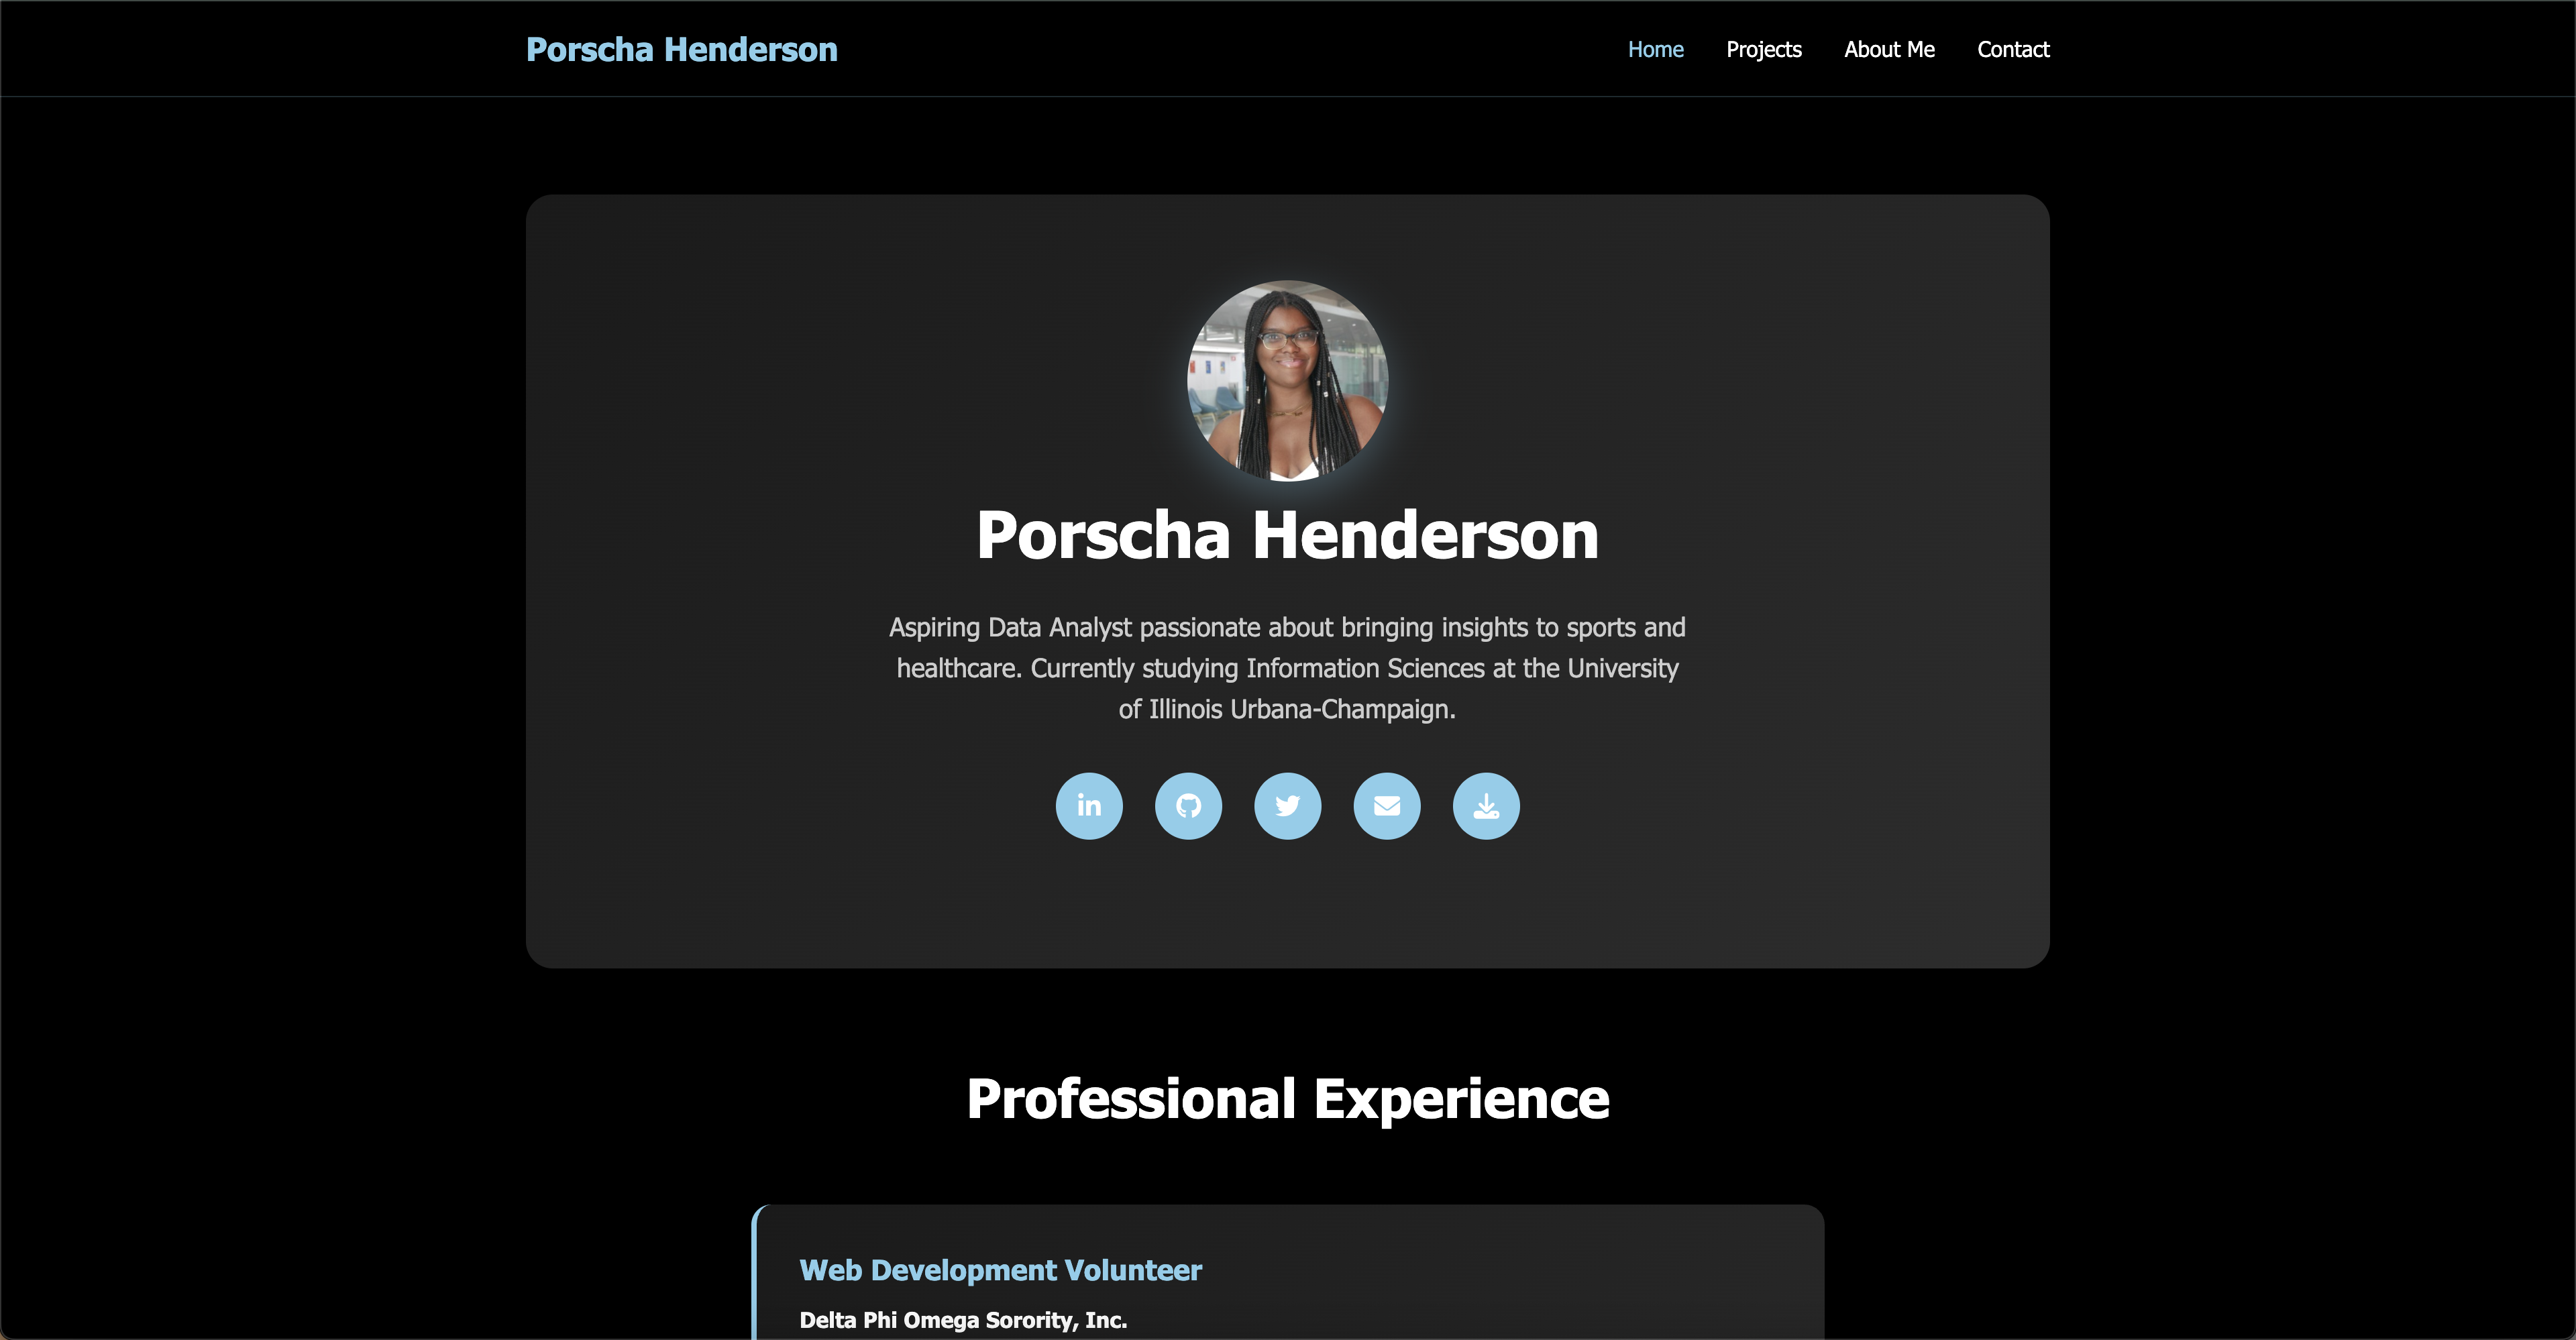 Porscha Henderson
Home Projects About Me Contact
Porscha Henderson
Aspiring Data Analyst passionate about bringing insights to sports and
healthcare. Currently studying Information Sciences at the University
of Illinois Urbana-Champaign.
Professional Experience
Web Development Volunteer
Delta Phi Omega Sorority, Inc.